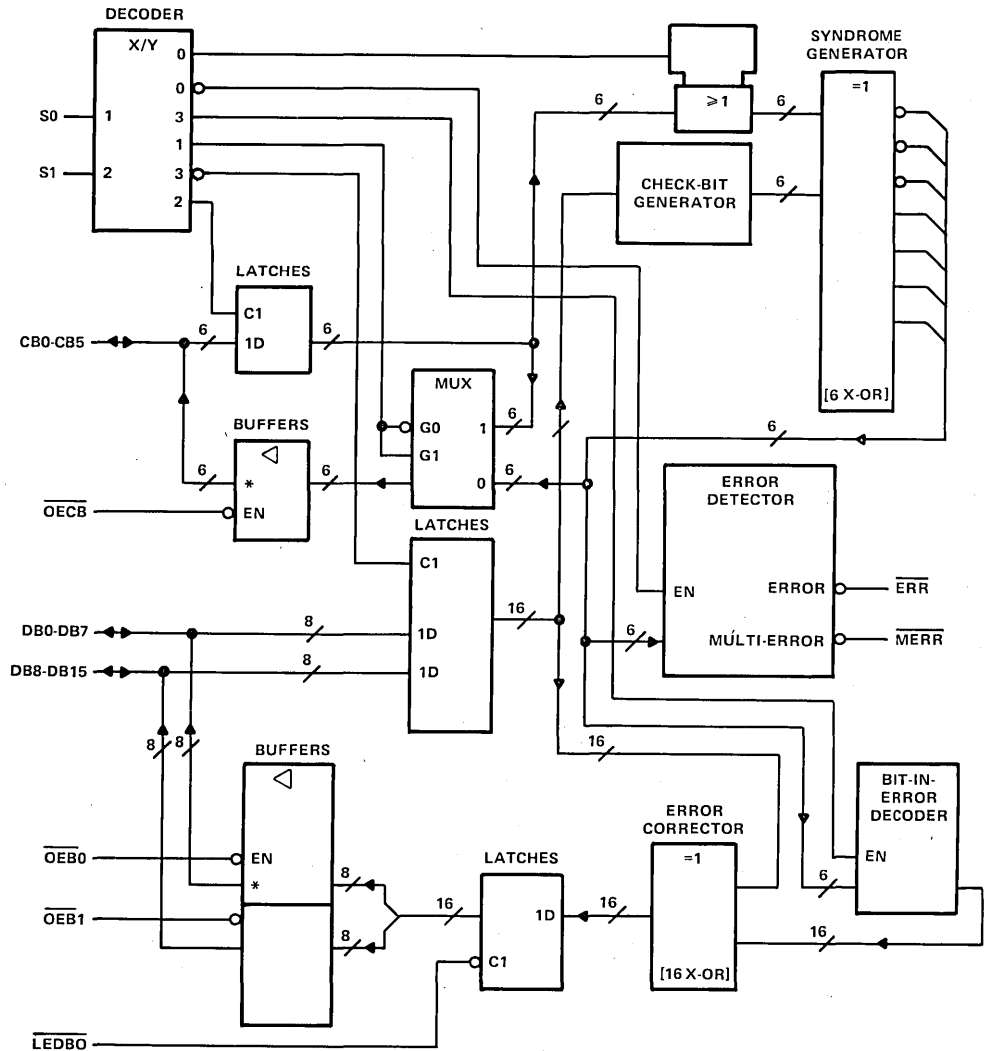 DECODER
X/Y
0
0
3
1
3
2
S0
1
S1
2
SYNDROME
GENERATOR
=1
[6 X-OR]
≥1
6
6
CHECK-BIT
GENERATOR
6
LATCHES
C1
1D
CB0-CB5
6
6
MUX
G0
G1
1
0
6
6
6
BUFFERS
*
EN
6
6
OECB
LATCHES
C1
1D
1D
16
DB0-DB7
8
DB8-DB15
8
ERROR
DETECTOR
EN
ERROR
MULTI-ERROR
ERR
MERR
6
8
8
BUFFERS
EN
*
OEB0
OEB1
8
8
16
LATCHES
1D
C1
LEDBO
16
16
ERROR
CORRECTOR
=1
[16 X-OR]
BIT-IN-
ERROR
DECODER
EN
6
16